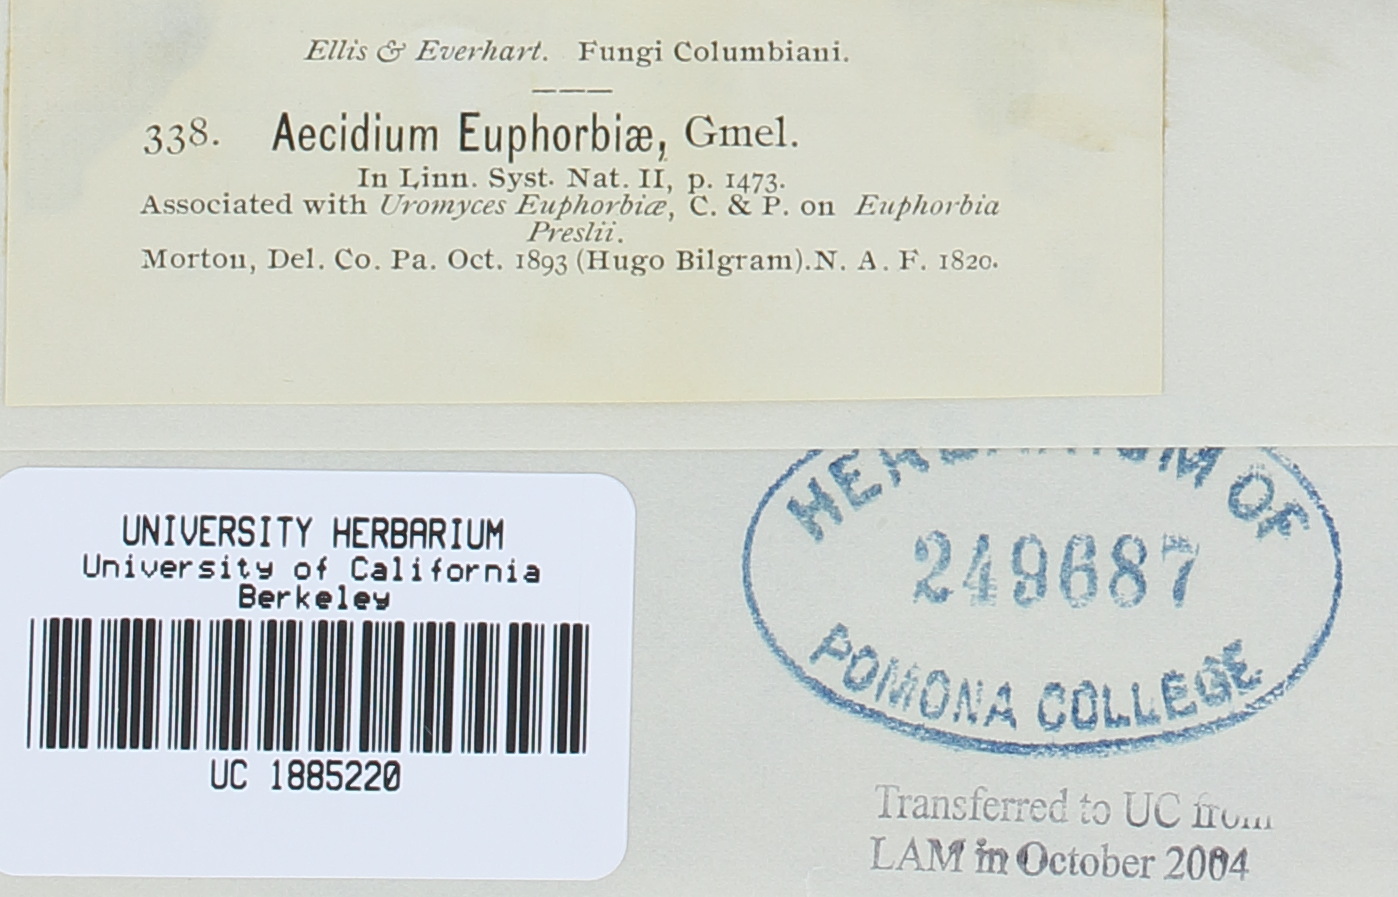 Ellis & Everhart. Fungi Columbiani.
338. Aecidium Euphorbiæ, Gmel.
In Linn. Syst. Nat. II, p. 1473.
Associated with Uromyces Euphorbiæ, C. & P. on Euphorbia
Preslii.
Morton, Del. Co. Pa. Oct. 1893 (Hugo Bilgram). N. A. F. 1820.
UNIVERSITY HERBARIUM
University of California
Berkeley
UC 1885220
HERBARIUM OF
249687
POMONA COLLEGE
Transferred to UC from
LAM in October 2004